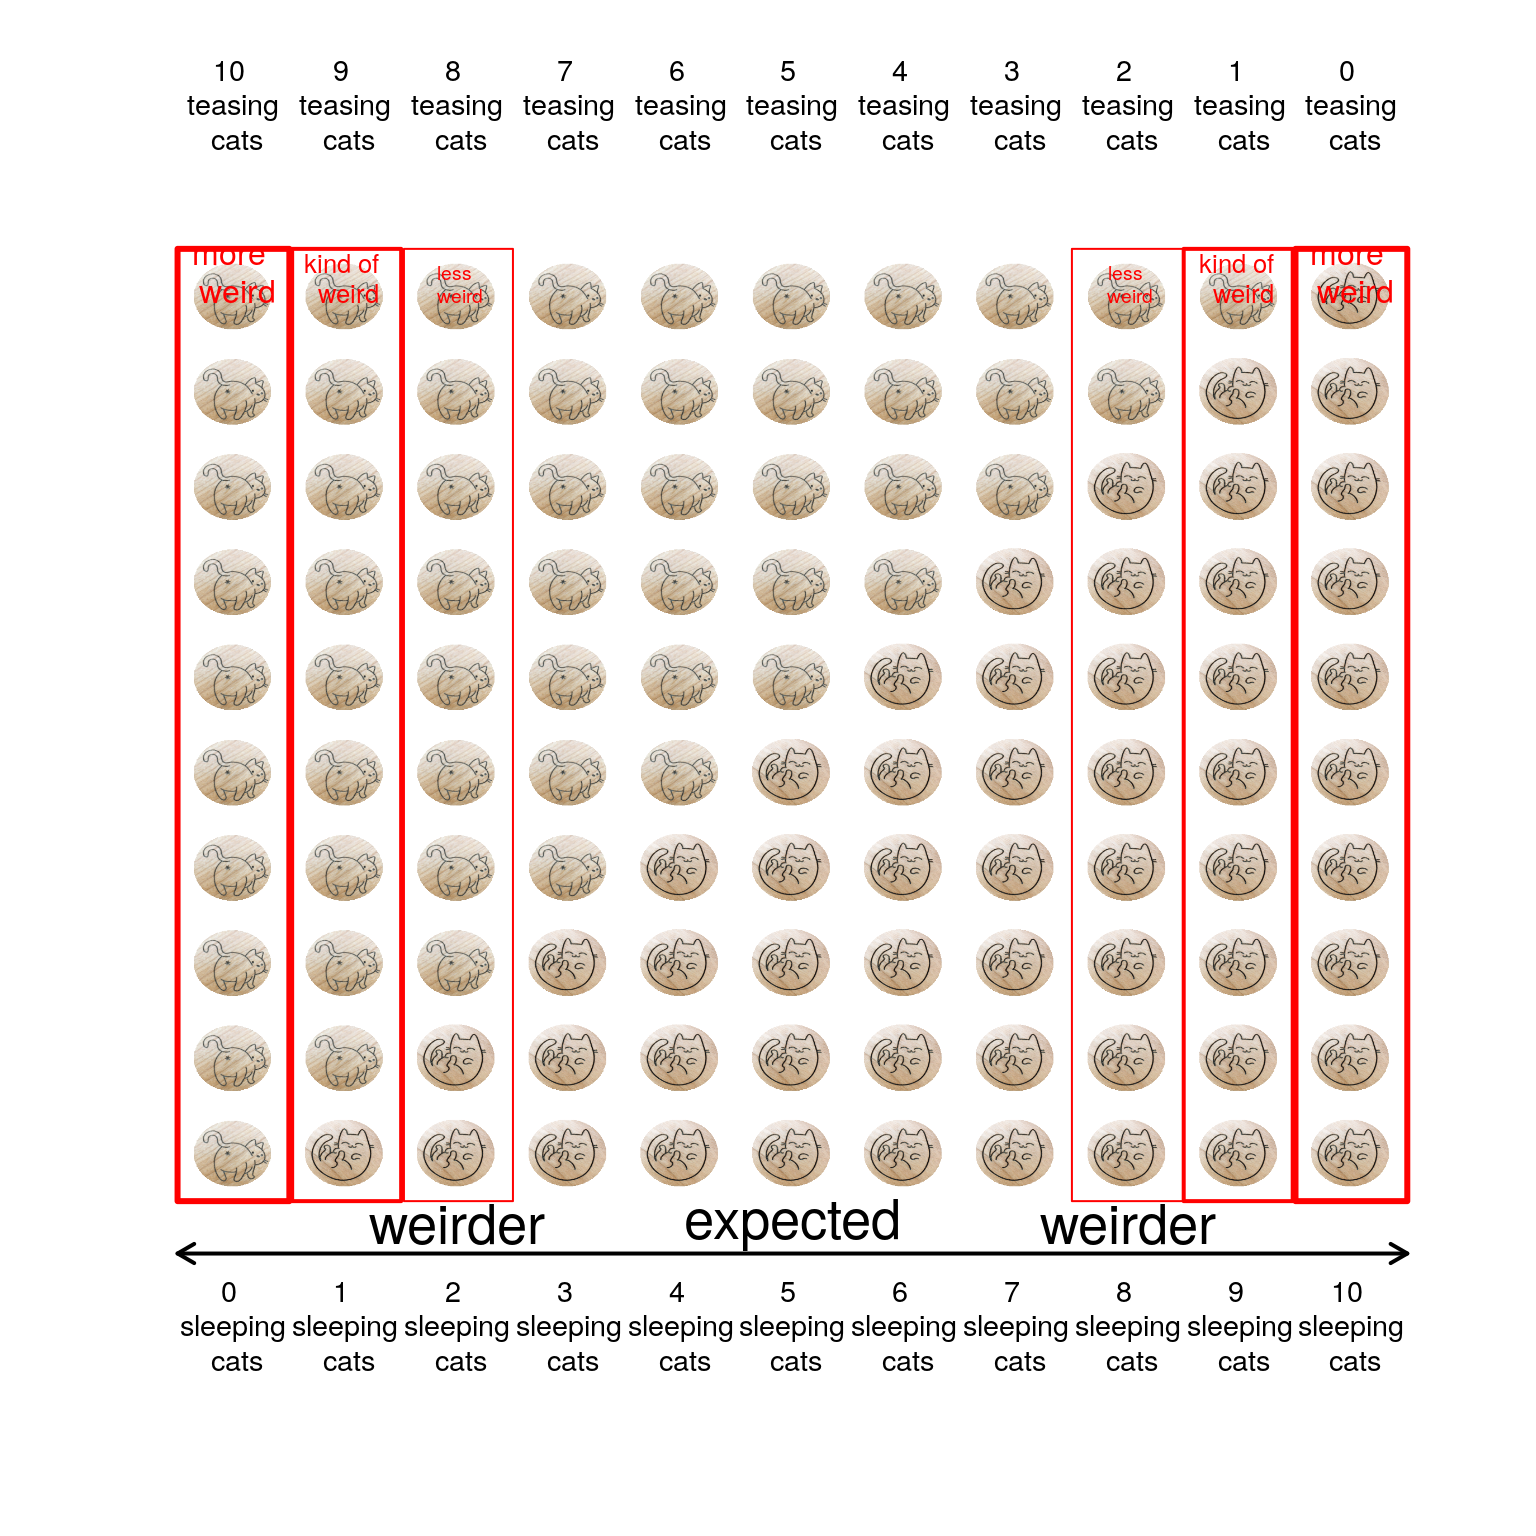 10 9 8 7 6 5 4 3 2 1 0
teasing teasing teasing teasing teasing teasing teasing teasing teasing teasing teasing
cats cats cats cats cats cats cats cats cats cats cats
more kind of less less kind of more
weird weird weird weird weird weird
weirder expected weirder
0 1 2 3 4 5 6 7 8 9 10
sleeping sleeping sleeping sleeping sleeping sleeping sleeping sleeping sleeping sleeping sleeping
cats cats cats cats cats cats cats cats cats cats cats